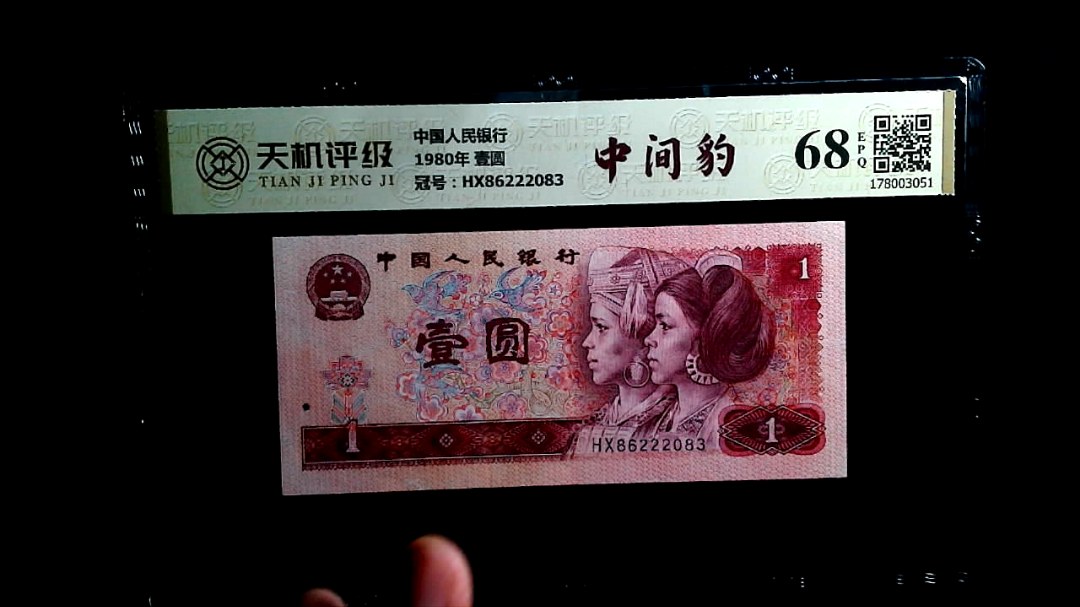 天机评级
TIAN JI PING JI
中国人民银行
1980年 壹圆
冠号：HX86222083
中间豹
68
EPQ
178003051
中国人民银行
1
壹圆
1
HX86222083
1